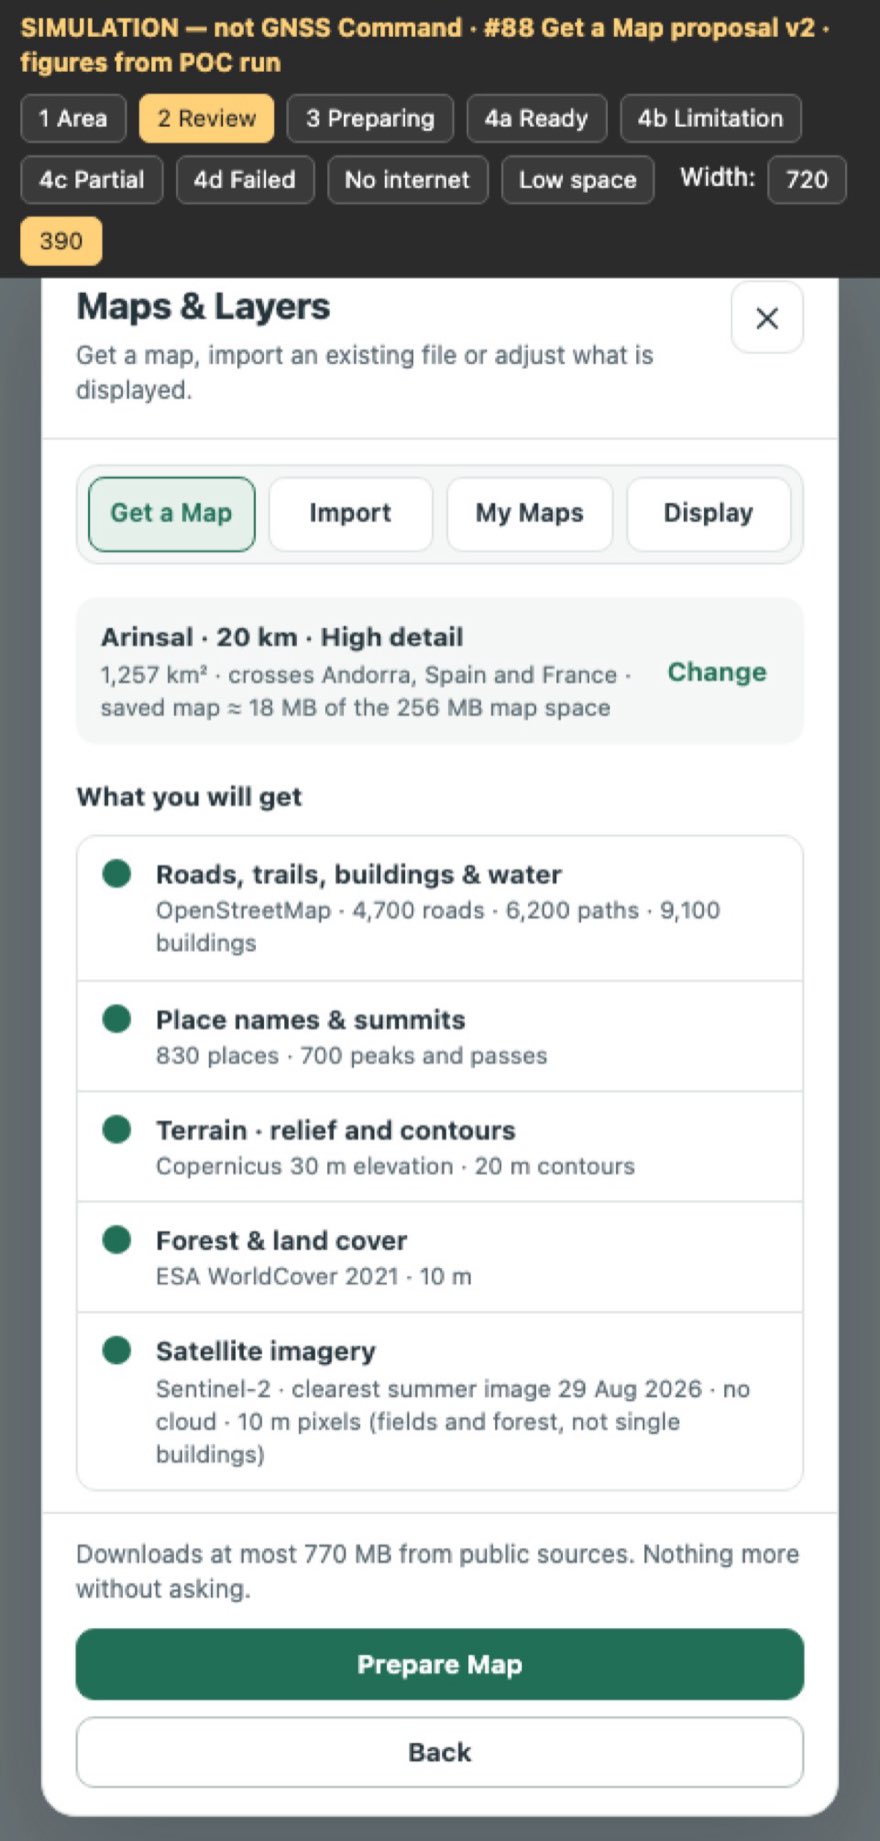 SIMULATION — not GNSS Command · #88 Get a Map proposal v2 ·
figures from POC run
1 Area
2 Review
3 Preparing
4a Ready
4b Limitation
4c Partial
4d Failed
No internet
Low space
Width:
720
390
Maps & Layers
Get a map, import an existing file or adjust what is
displayed.
Get a Map
Import
My Maps
Display
Arinsal · 20 km · High detail
1,257 km² · crosses Andorra, Spain and France ·
saved map ≈ 18 MB of the 256 MB map space
Change
What you will get
Roads, trails, buildings & water
OpenStreetMap · 4,700 roads · 6,200 paths · 9,100
buildings
Place names & summits
830 places · 700 peaks and passes
Terrain · relief and contours
Copernicus 30 m elevation · 20 m contours
Forest & land cover
ESA WorldCover 2021 · 10 m
Satellite imagery
Sentinel-2 · clearest summer image 29 Aug 2026 · no
cloud · 10 m pixels (fields and forest, not single
buildings)
Downloads at most 770 MB from public sources. Nothing more
without asking.
Prepare Map
Back